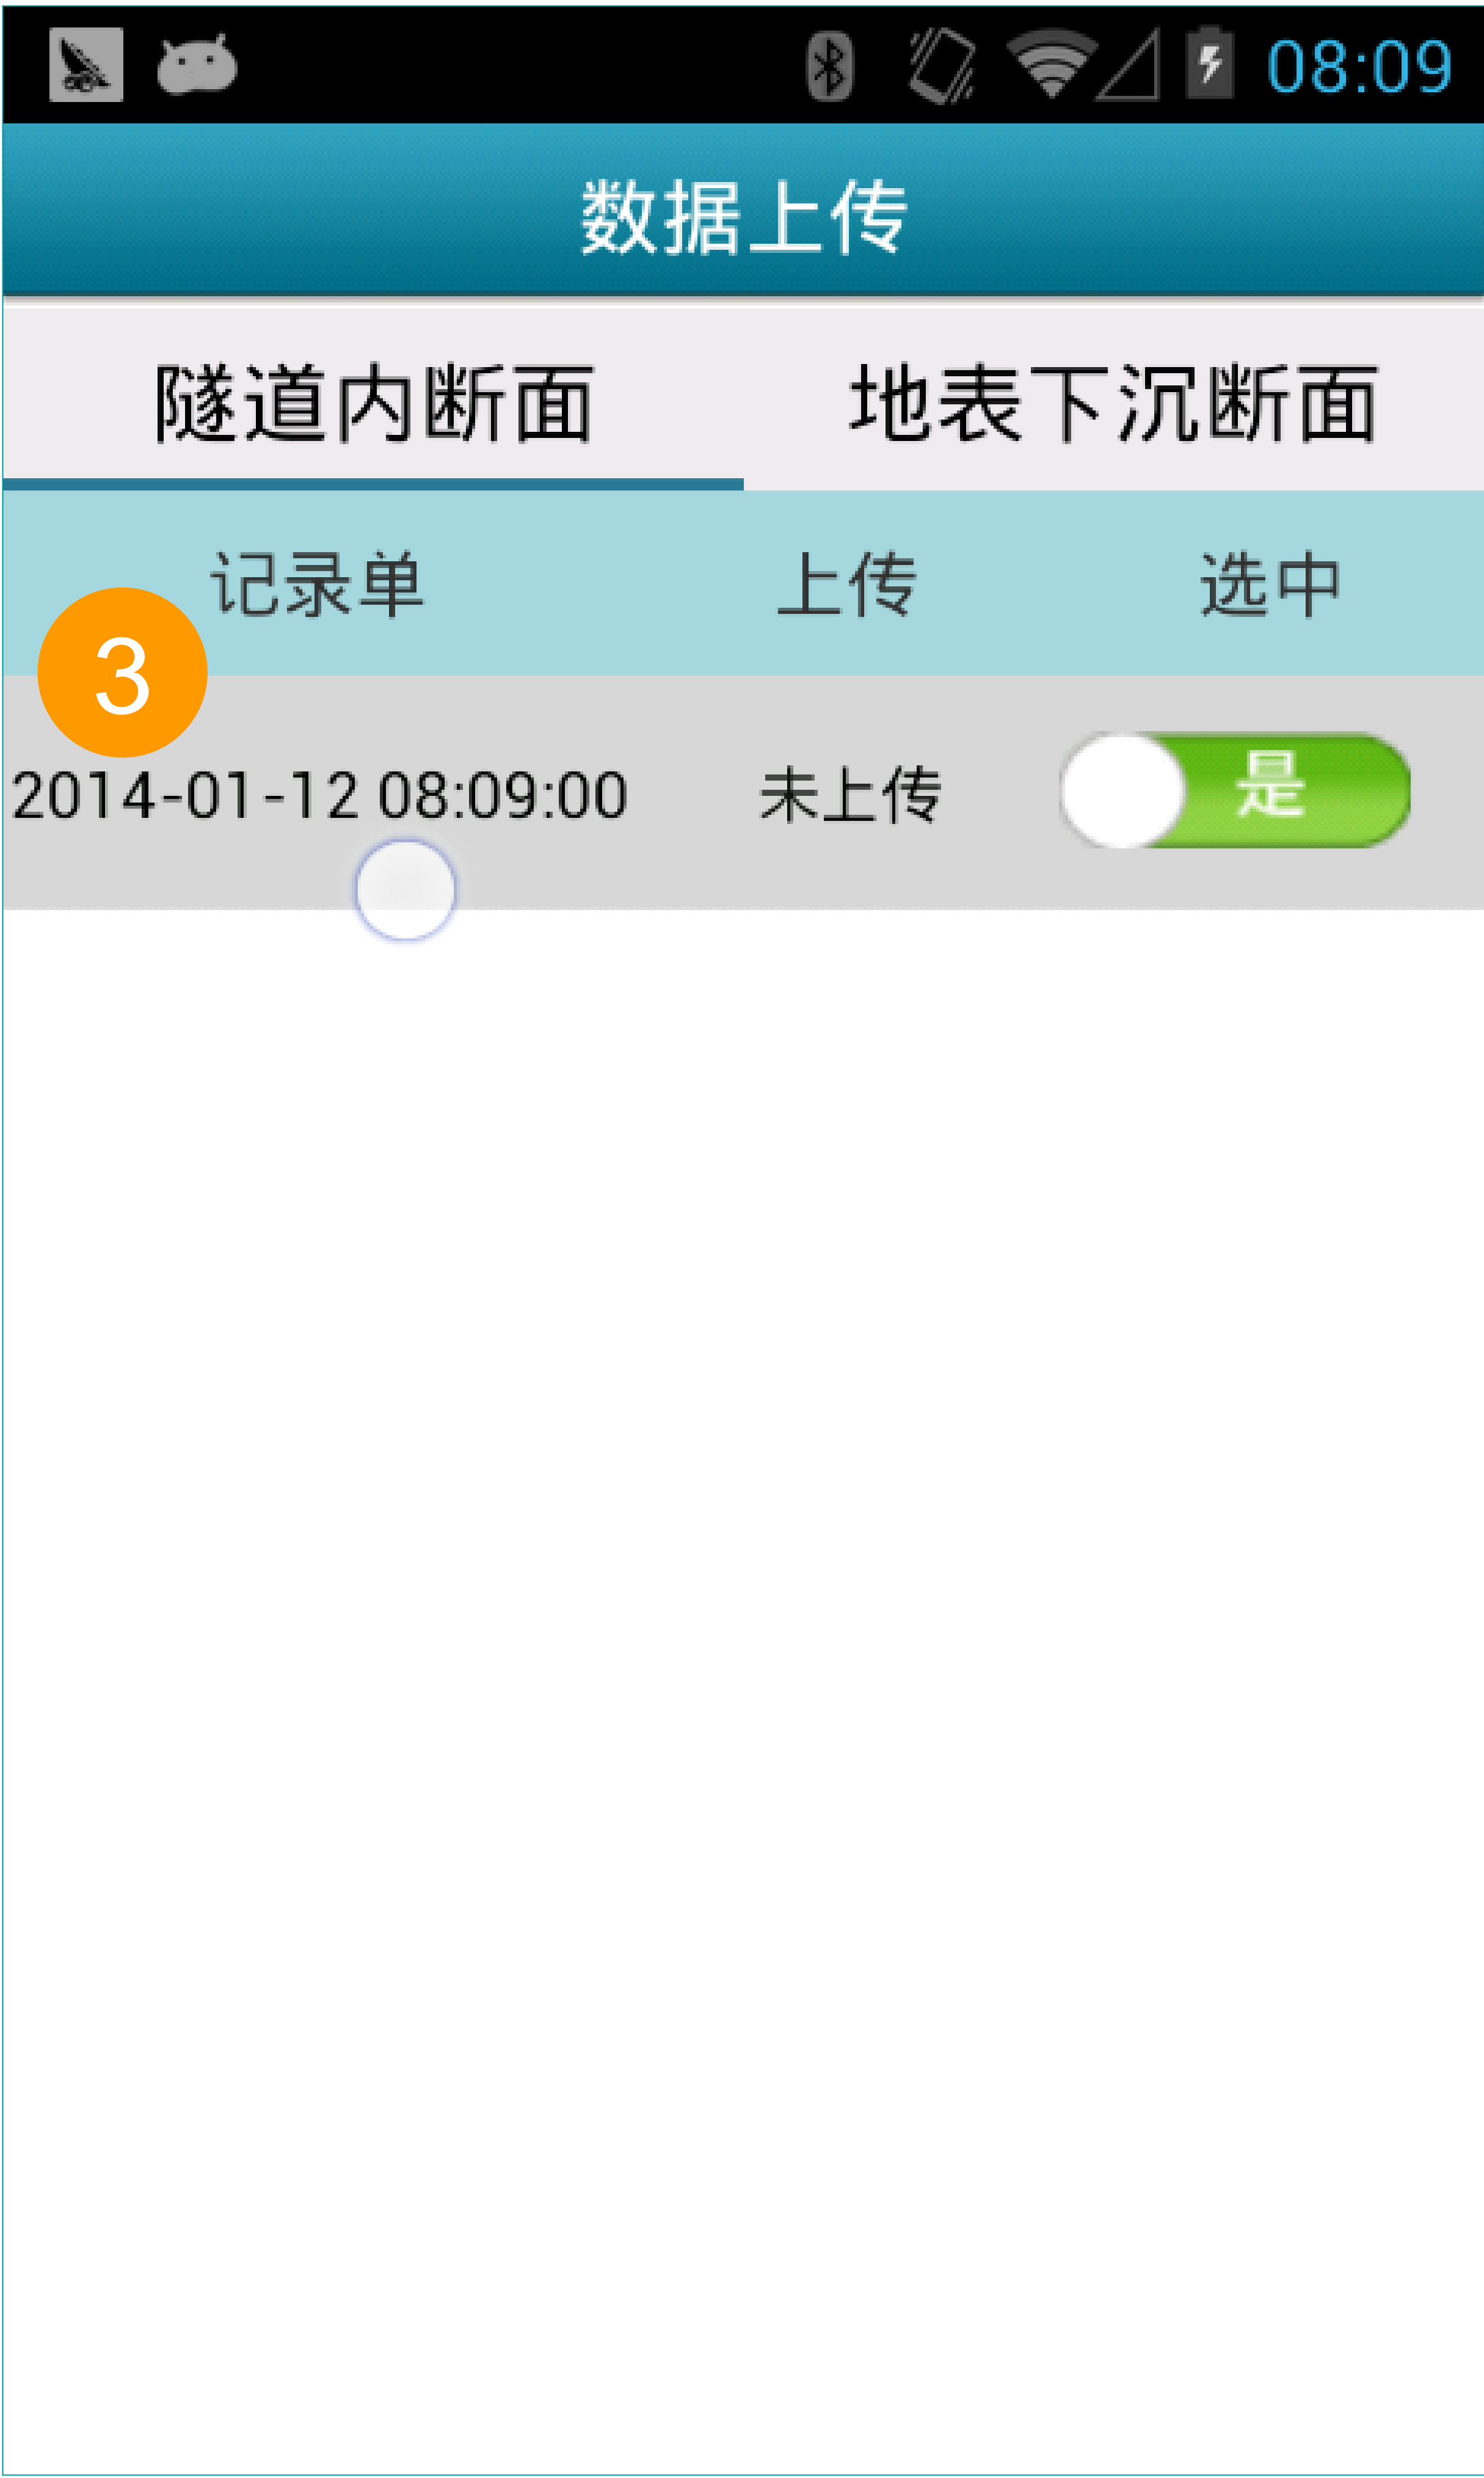 08:09
数据上传
隧道内断面 地表下沉断面
记录单 上传 选中
3
2014-01-12 08:09:00 未上传 是